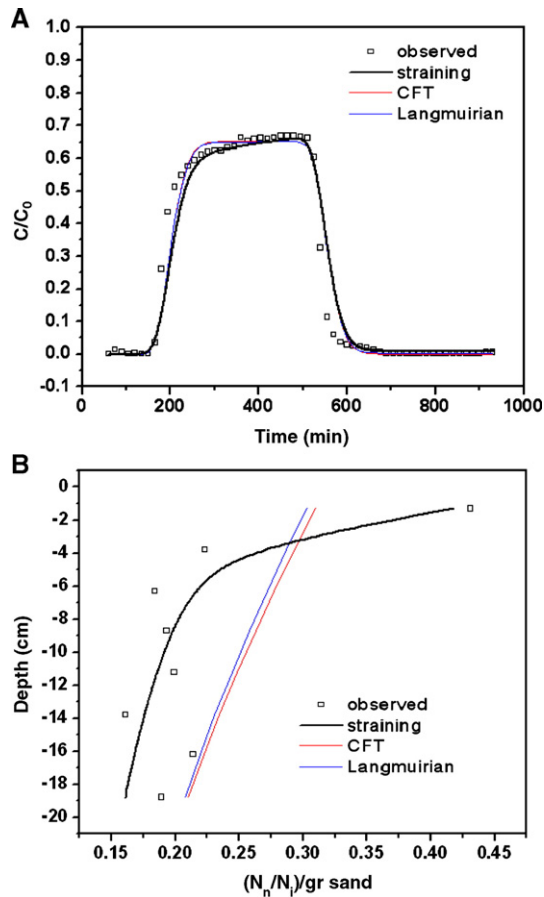 A
1.0
0.9
0.8
0.7
0.6
0.5
0.4
0.3
0.2
0.1
0.0
-0.1
C/C0
observed
straining
CFT
Langmuirian
0 200 400 600 800 1000
Time (min)
B
0
-2
-4
-6
-8
-10
-12
-14
-16
-18
-20
Depth (cm)
observed
straining
CFT
Langmuirian
0.15 0.20 0.25 0.30 0.35 0.40 0.45
(Nn/Ni)/gr sand